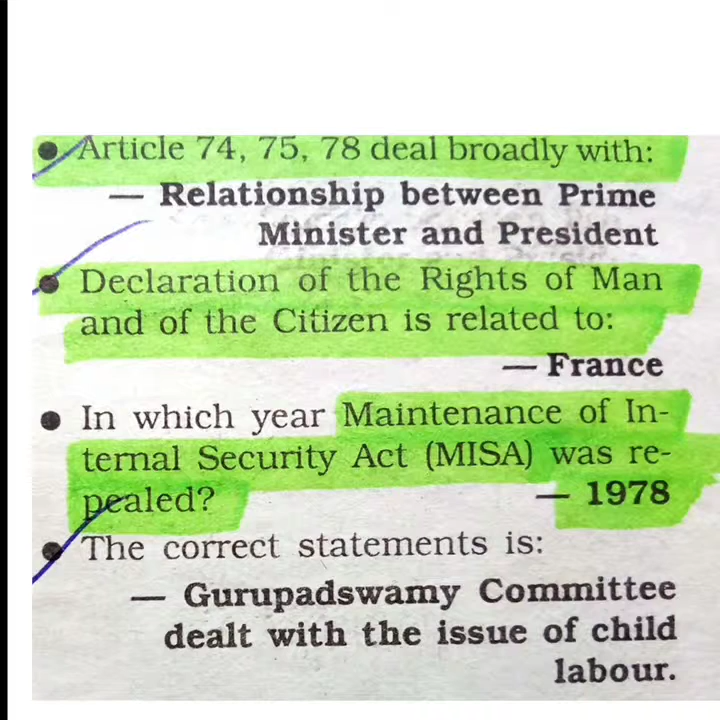 ● Article 74, 75, 78 deal broadly with:
— Relationship between Prime
Minister and President
● Declaration of the Rights of Man
and of the Citizen is related to:
— France
● In which year Maintenance of In-
ternal Security Act (MISA) was re-
pealed? — 1978
● The correct statements is:
— Gurupadswamy Committee
dealt with the issue of child
labour.